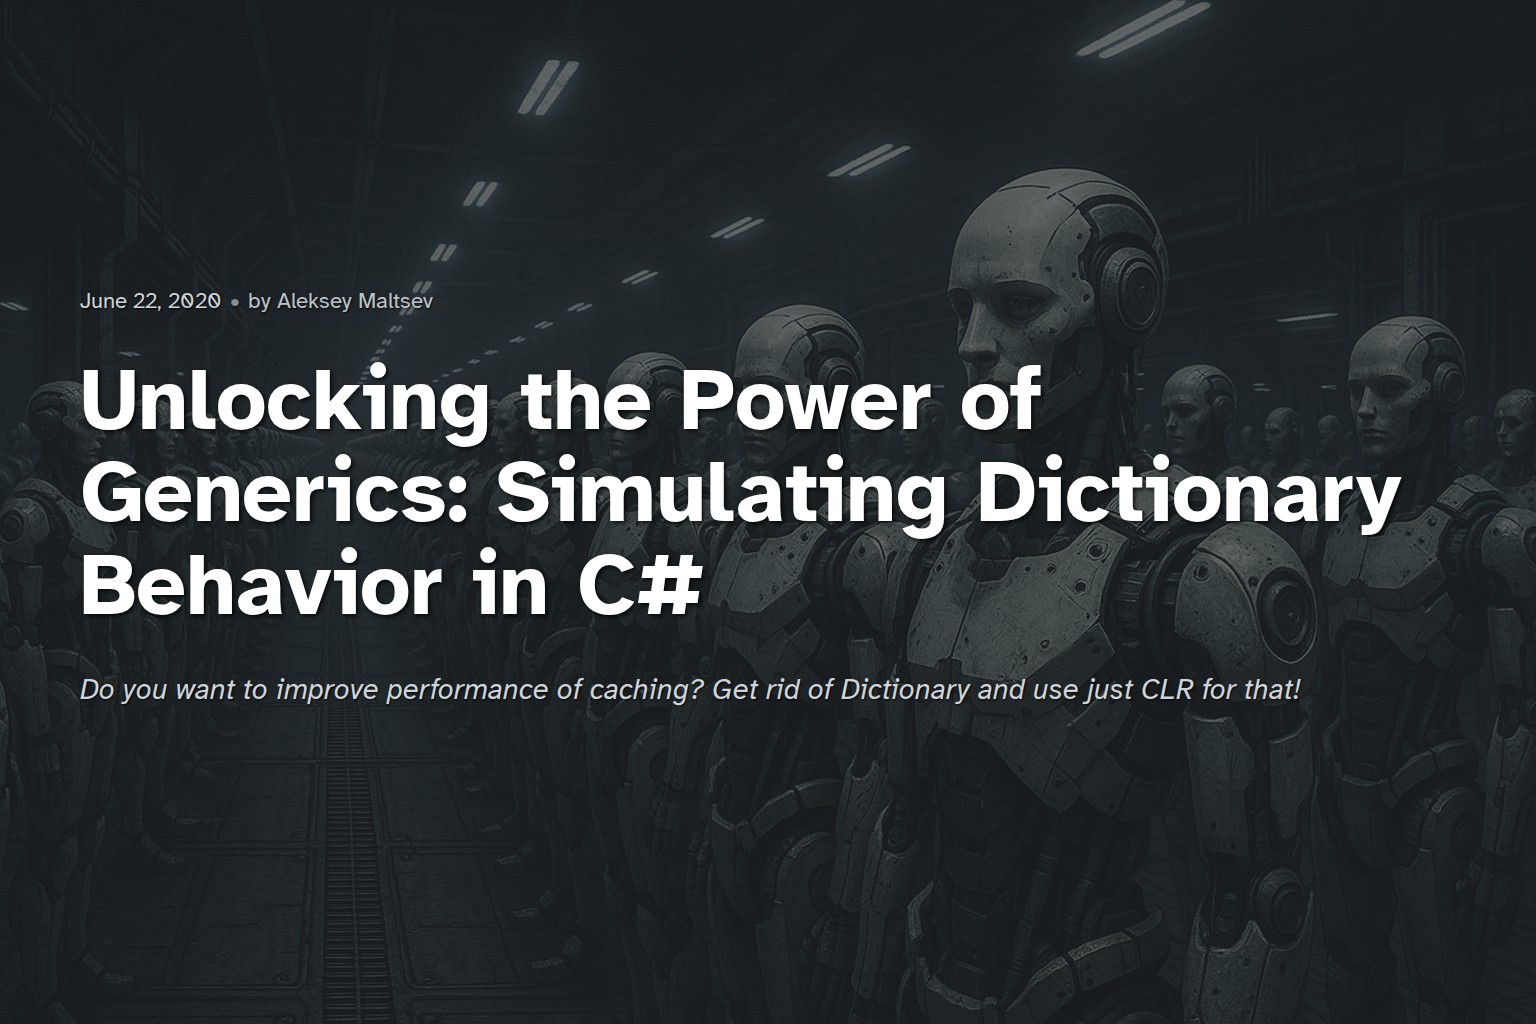 June 22, 2020 • by Aleksey Maltsev
Unlocking the Power of
Generics: Simulating Dictionary
Behavior in C#
Do you want to improve performance of caching? Get rid of Dictionary and use just CLR for that!